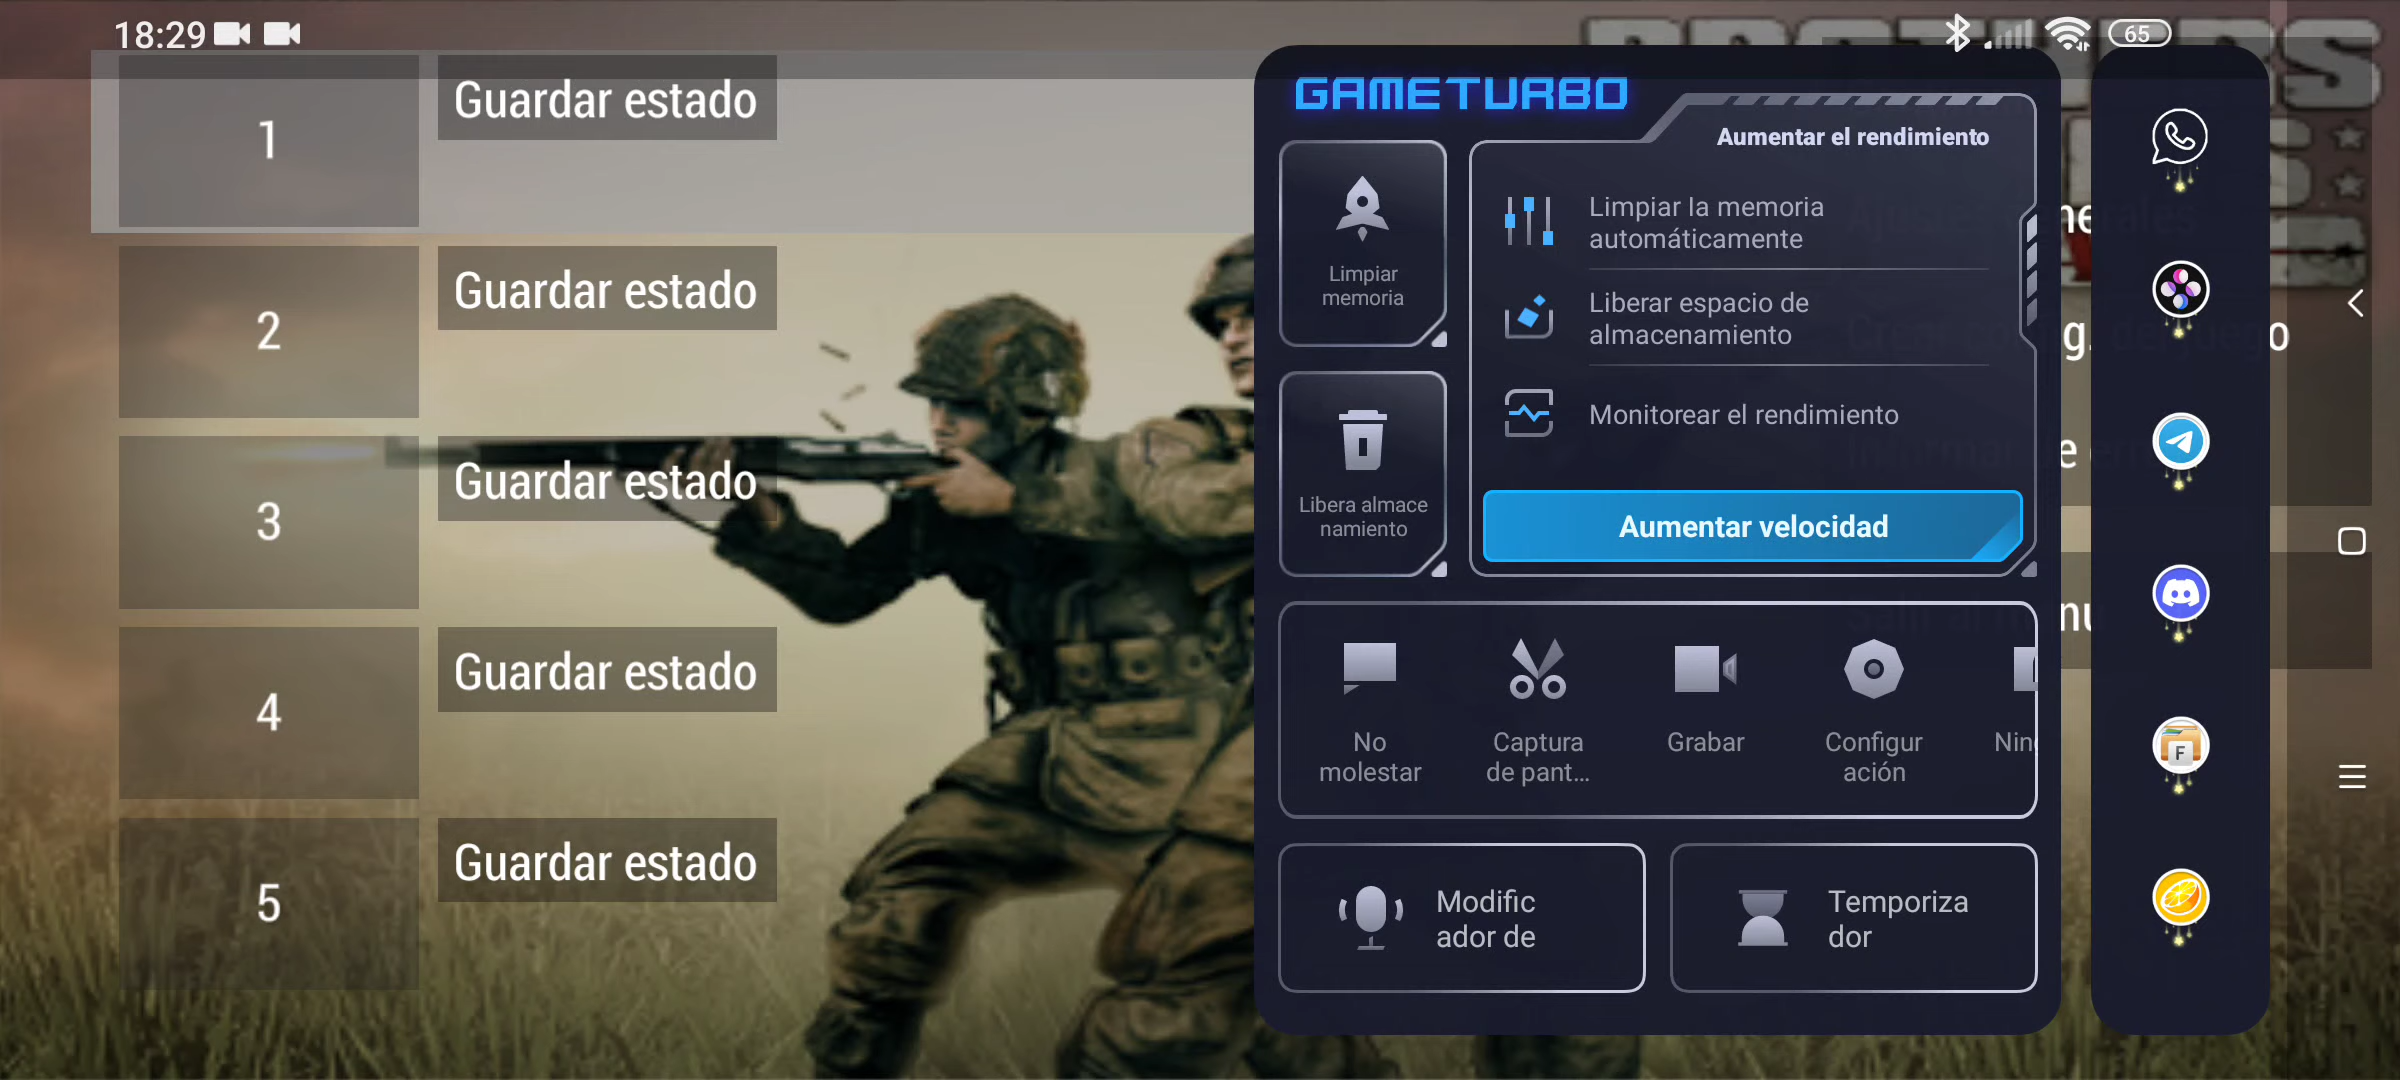 18:29
65
1
Guardar estado
2
Guardar estado
3
Guardar estado
4
Guardar estado
5
Guardar estado
GAMETURBO
Aumentar el rendimiento
Limpiar
memoria
Limpiar la memoria
automáticamente
Liberar espacio de
almacenamiento
Monitorear el rendimiento
Libera almace
namiento
Aumentar velocidad
No
molestar
Captura
de pant...
Grabar
Configur
ación
Modific
ador de
Temporiza
dor
F